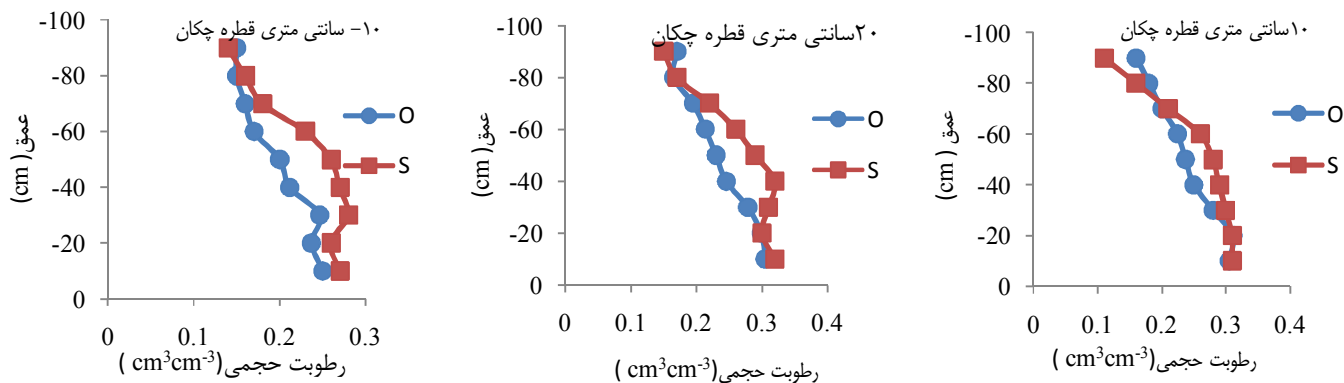 -۱۰ سانتی متری قطره چکان
-100
-80
-60
-40
-20
0
عمق( cm)
O
S
0
0.1
0.2
0.3
رطوبت حجمی( cm³cm⁻³ )
۲۰سانتی متری قطره چکان
-100
-80
-60
-40
-20
0
عمق( cm )
O
S
0
0.1
0.2
0.3
0.4
رطوبت حجمی( cm³cm⁻³ )
۱۰سانتی متری قطره چکان
-100
-80
-60
-40
-20
0
عمق( cm)
O
S
0
0.1
0.2
0.3
0.4
رطوبت حجمی( cm³cm⁻³ )